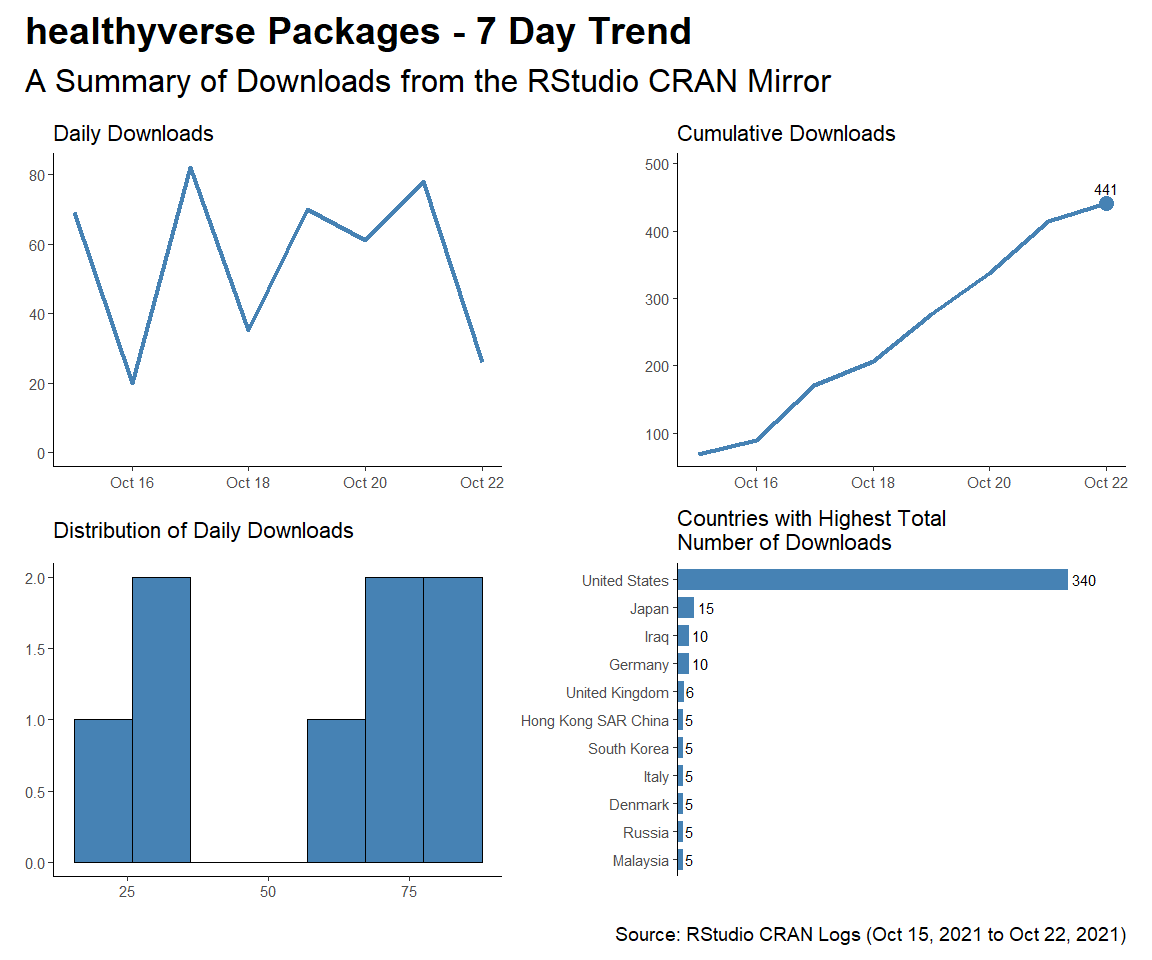 healthyverse Packages - 7 Day Trend
A Summary of Downloads from the RStudio CRAN Mirror
Daily Downloads
80
60
40
20
0
Oct 16 Oct 18 Oct 20 Oct 22
Cumulative Downloads
500
400
300
200
100
441
Oct 16 Oct 18 Oct 20 Oct 22
Distribution of Daily Downloads
2.0
1.5
1.0
0.5
0.0
25 50 75
Countries with Highest Total
Number of Downloads
United States 340
Japan 15
Iraq 10
Germany 10
United Kingdom 6
Hong Kong SAR China 5
South Korea 5
Italy 5
Denmark 5
Russia 5
Malaysia 5
Source: RStudio CRAN Logs (Oct 15, 2021 to Oct 22, 2021)